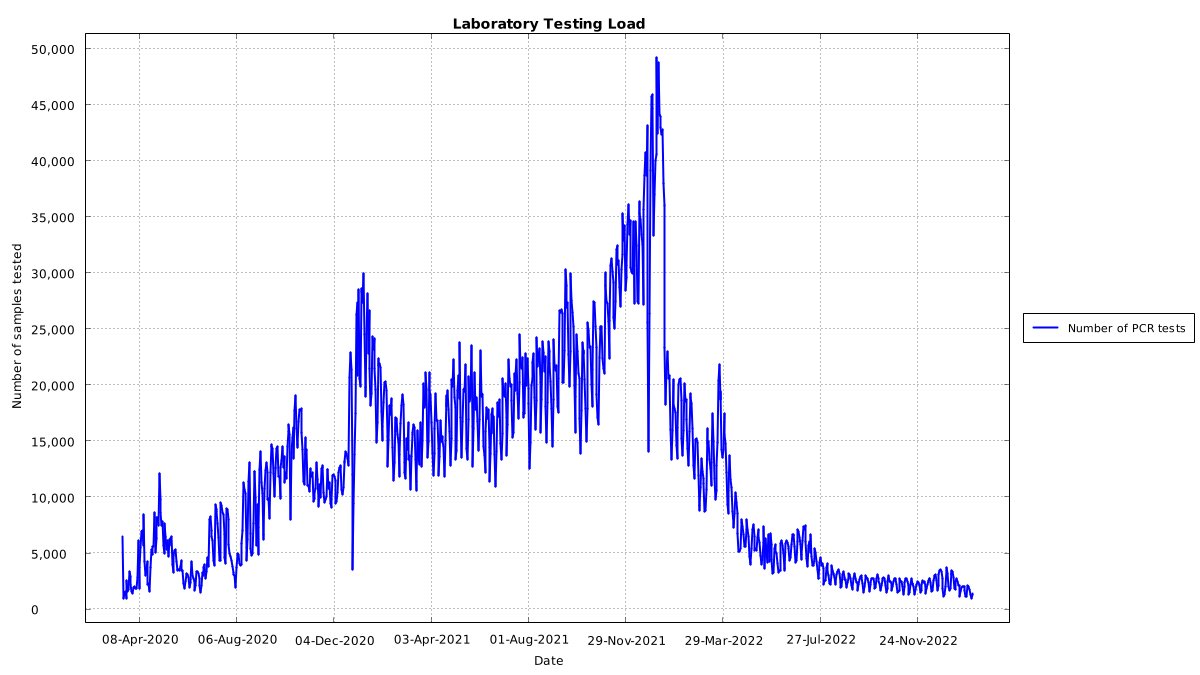 Laboratory Testing Load
50,000
45,000
40,000
35,000
30,000
25,000
20,000
15,000
10,000
5,000
0
Number of samples tested
08-Apr-2020
06-Aug-2020
04-Dec-2020
03-Apr-2021
01-Aug-2021
29-Nov-2021
29-Mar-2022
27-Jul-2022
24-Nov-2022
Date
Number of PCR tests